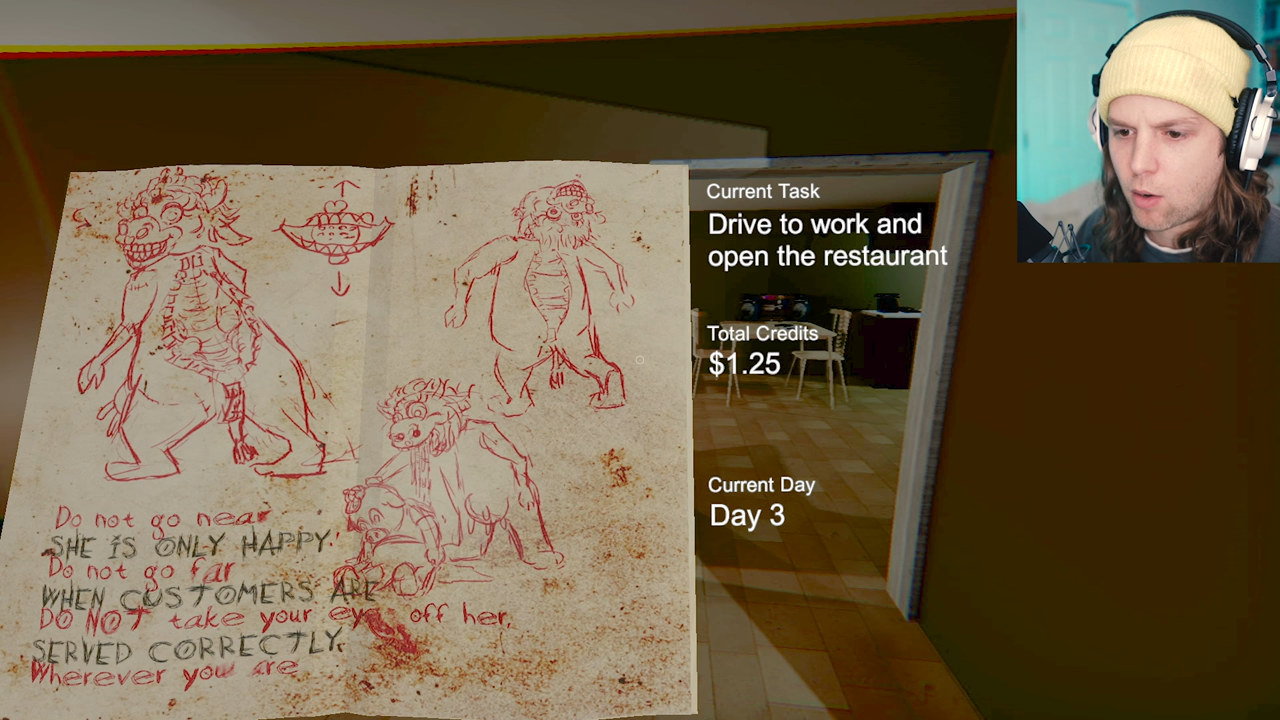 Do not go near
SHE IS ONLY HAPPY
Do not go far
WHEN CUSTOMERS ARE
DO NOT take your eye off her,
SERVED CORRECTLY.
Wherever you are
Current Task
Drive to work and
open the restaurant
Total Credits
$1.25
Current Day
Day 3